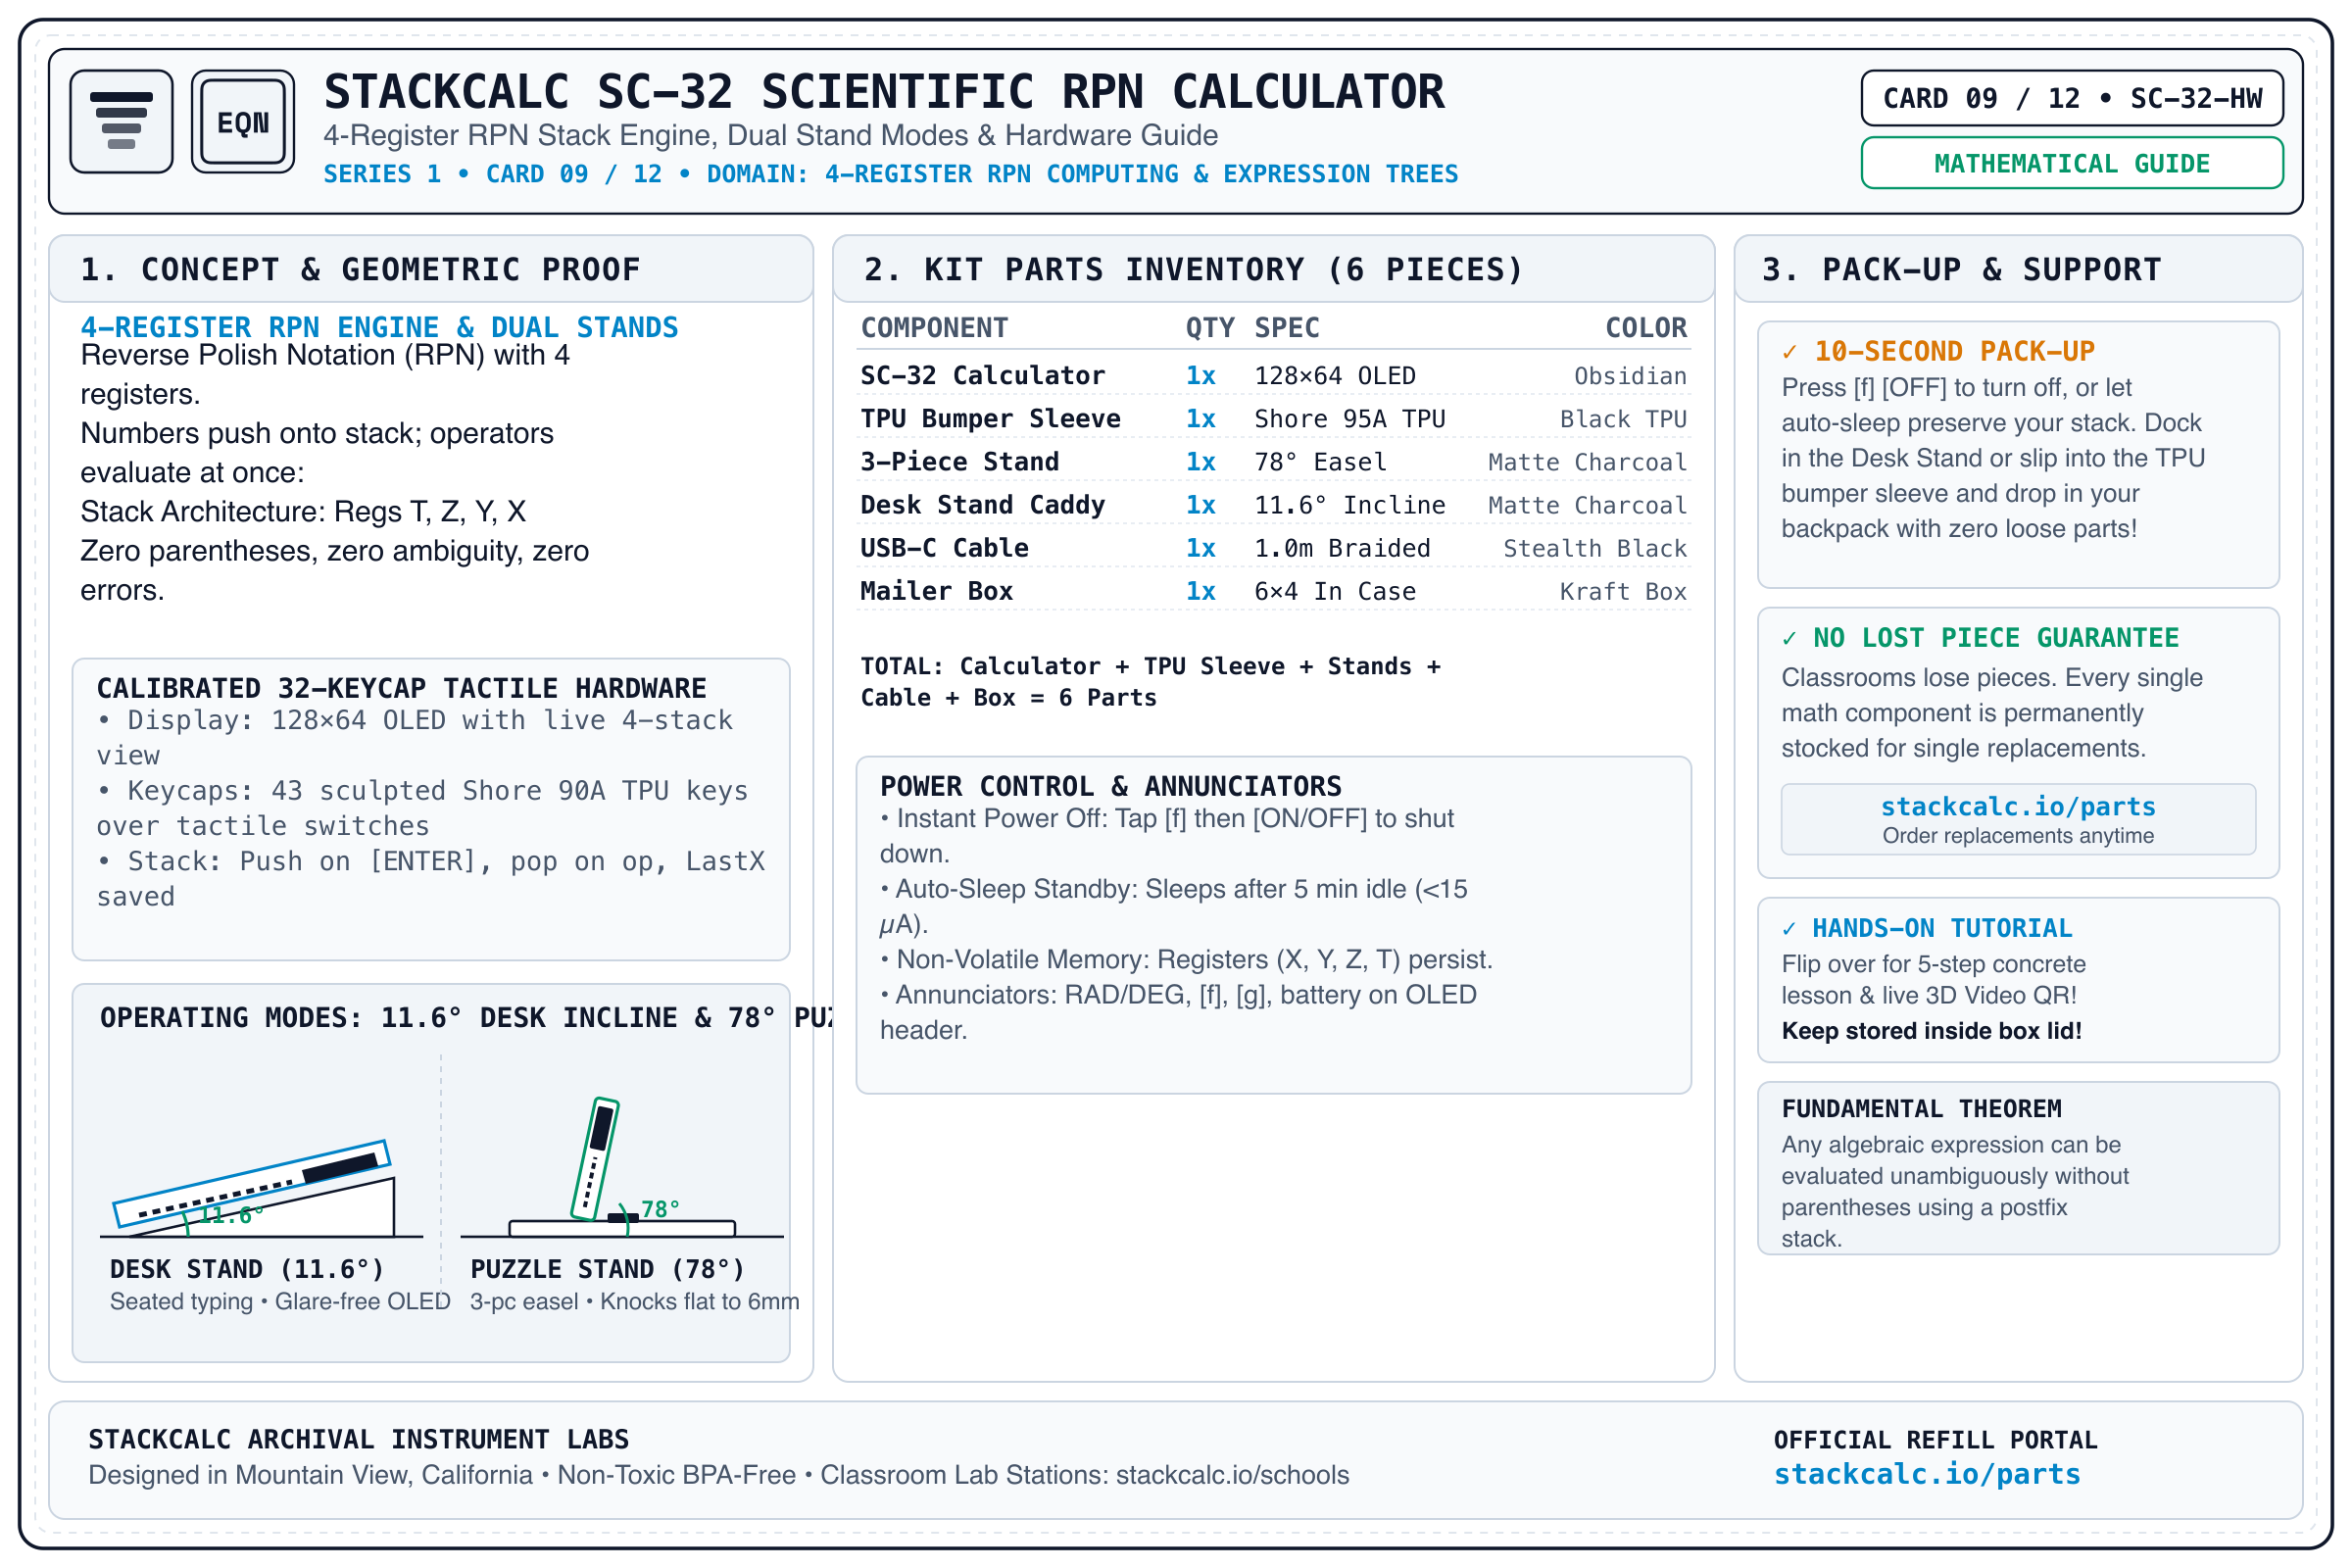 EQN
STACKCALC SC-32 SCIENTIFIC RPN CALCULATOR
4-Register RPN Stack Engine, Dual Stand Modes & Hardware Guide
SERIES 1 • CARD 09 / 12 • DOMAIN: 4-REGISTER RPN COMPUTING & EXPRESSION TREES
CARD 09 / 12 • SC-32-HW
MATHEMATICAL GUIDE
1. CONCEPT & GEOMETRIC PROOF
4-REGISTER RPN ENGINE & DUAL STANDS
Reverse Polish Notation (RPN) with 4
registers.
Numbers push onto stack; operators
evaluate at once:
Stack Architecture: Regs T, Z, Y, X
Zero parentheses, zero ambiguity, zero
errors.
CALIBRATED 32-KEYCAP TACTILE HARDWARE
• Display: 128×64 OLED with live 4-stack
view
• Keycaps: 43 sculpted Shore 90A TPU keys
over tactile switches
• Stack: Push on [ENTER], pop on op, LastX
saved
OPERATING MODES: 11.6° DESK INCLINE & 78° PUZ
11.6°
78°
DESK STAND (11.6°)
Seated typing • Glare-free OLED
PUZZLE STAND (78°)
3-pc easel • Knocks flat to 6mm
2. KIT PARTS INVENTORY (6 PIECES)
COMPONENT QTY SPEC COLOR
SC-32 Calculator 1x 128×64 OLED Obsidian
TPU Bumper Sleeve 1x Shore 95A TPU Black TPU
3-Piece Stand 1x 78° Easel Matte Charcoal
Desk Stand Caddy 1x 11.6° Incline Matte Charcoal
USB-C Cable 1x 1.0m Braided Stealth Black
Mailer Box 1x 6×4 In Case Kraft Box
TOTAL: Calculator + TPU Sleeve + Stands +
Cable + Box = 6 Parts
POWER CONTROL & ANNUNCIATORS
• Instant Power Off: Tap [f] then [ON/OFF] to shut
down.
• Auto-Sleep Standby: Sleeps after 5 min idle (<15
µA).
• Non-Volatile Memory: Registers (X, Y, Z, T) persist.
• Annunciators: RAD/DEG, [f], [g], battery on OLED
header.
3. PACK-UP & SUPPORT
✓ 10-SECOND PACK-UP
Press [f] [OFF] to turn off, or let
auto-sleep preserve your stack. Dock
in the Desk Stand or slip into the TPU
bumper sleeve and drop in your
backpack with zero loose parts!
✓ NO LOST PIECE GUARANTEE
Classrooms lose pieces. Every single
math component is permanently
stocked for single replacements.
stackcalc.io/parts
Order replacements anytime
✓ HANDS-ON TUTORIAL
Flip over for 5-step concrete
lesson & live 3D Video QR!
Keep stored inside box lid!
FUNDAMENTAL THEOREM
Any algebraic expression can be
evaluated unambiguously without
parentheses using a postfix
stack.
STACKCALC ARCHIVAL INSTRUMENT LABS
Designed in Mountain View, California • Non-Toxic BPA-Free • Classroom Lab Stations: stackcalc.io/schools
OFFICIAL REFILL PORTAL
stackcalc.io/parts